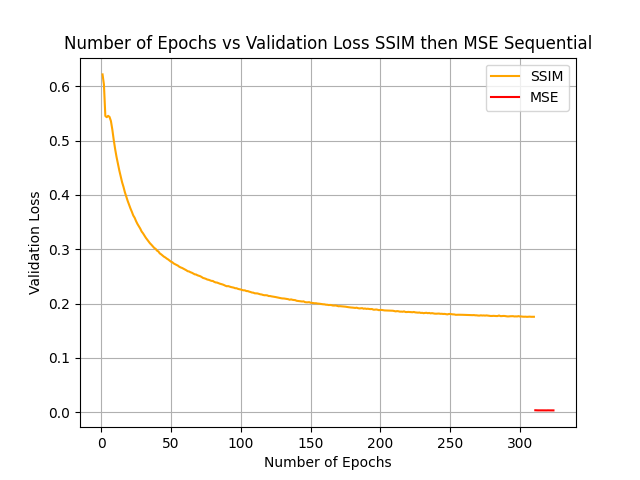 Number of Epochs vs Validation Loss SSIM then MSE Sequential
SSIM
MSE
Validation Loss
0.6
0.5
0.4
0.3
0.2
0.1
0.0
0
50
100
150
200
250
300
Number of Epochs